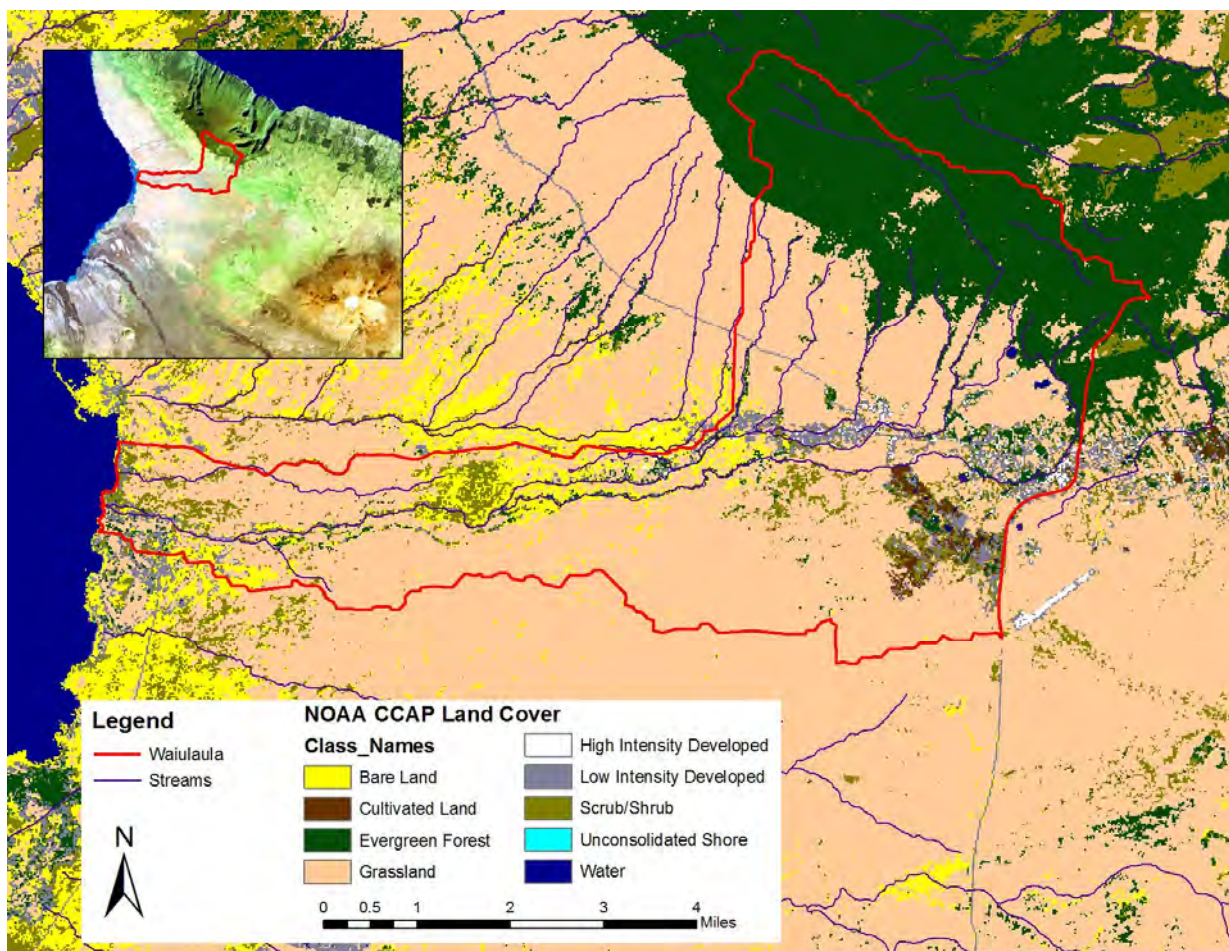 Legend
Waiulaula
Streams
N
NOAA CCAP Land Cover
Class_Names
Bare Land
Cultivated Land
Evergreen Forest
Grassland
High Intensity Developed
Low Intensity Developed
Scrub/Shrub
Unconsolidated Shore
Water
0 0.5 1 2 3 4
Miles